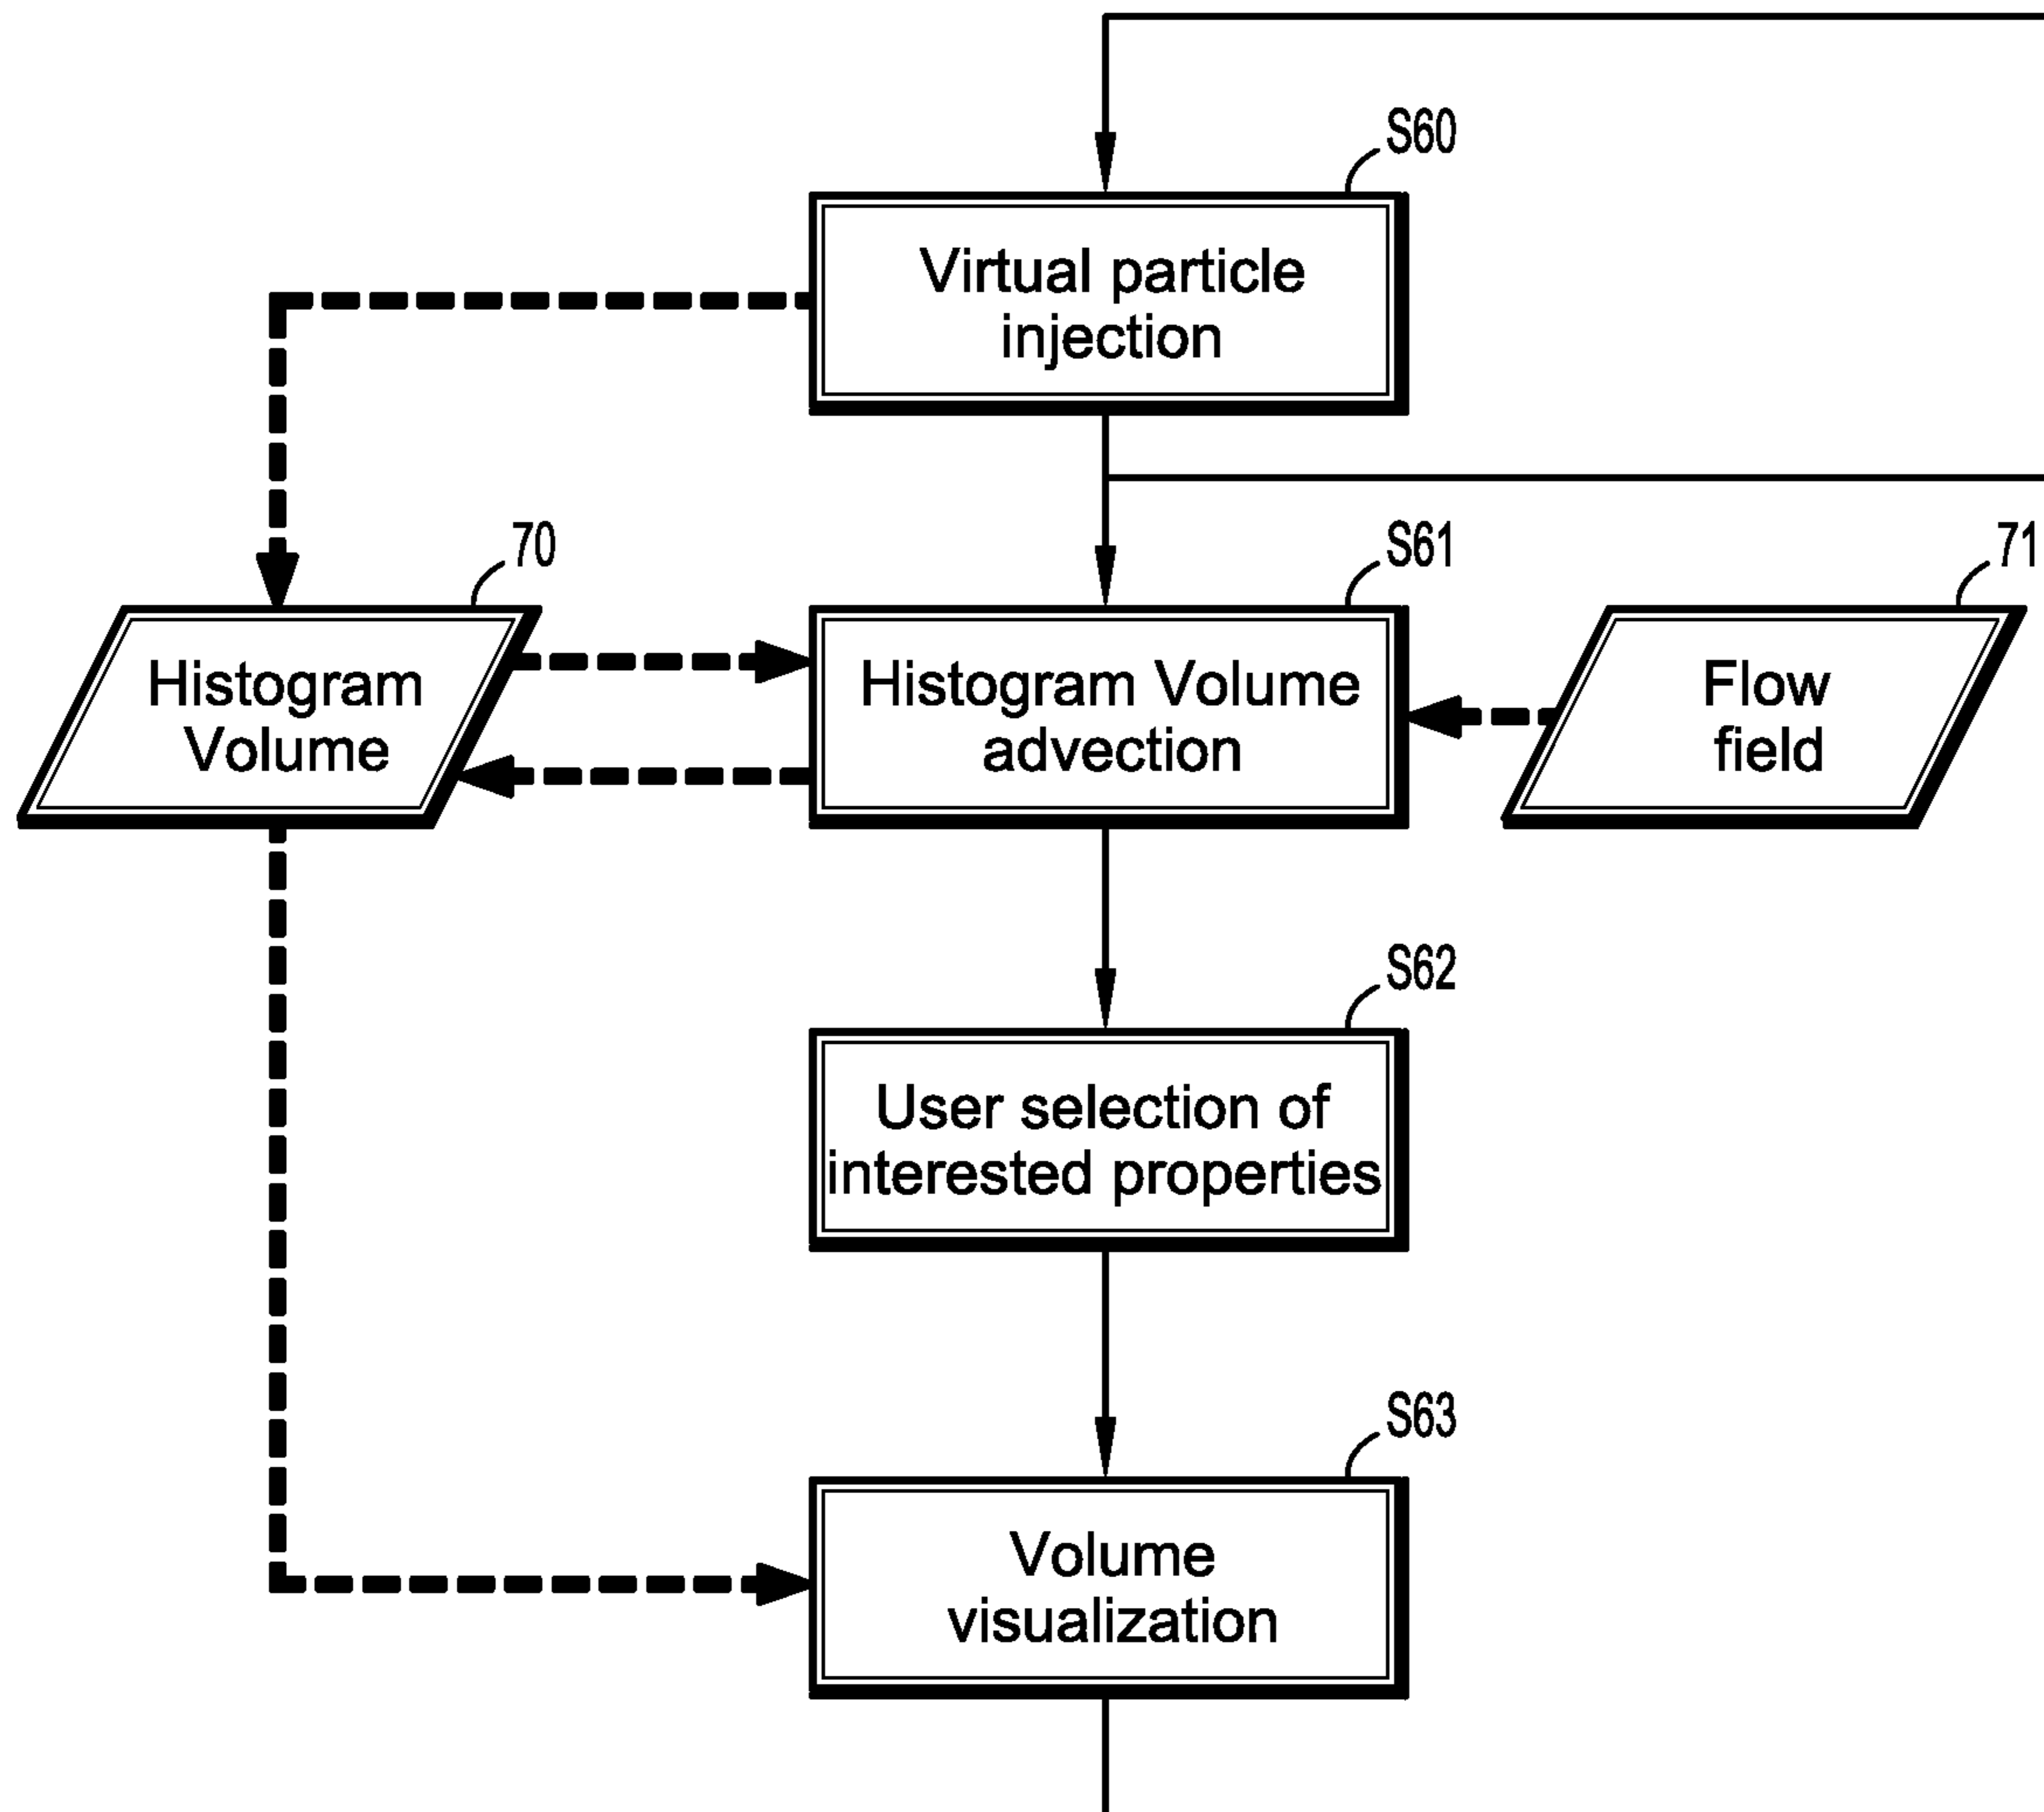 S60
Virtual particle
injection
70
S61
71
Histogram
Volume
Histogram Volume
advection
Flow
field
S62
User selection of
interested properties
S63
Volume
visualization